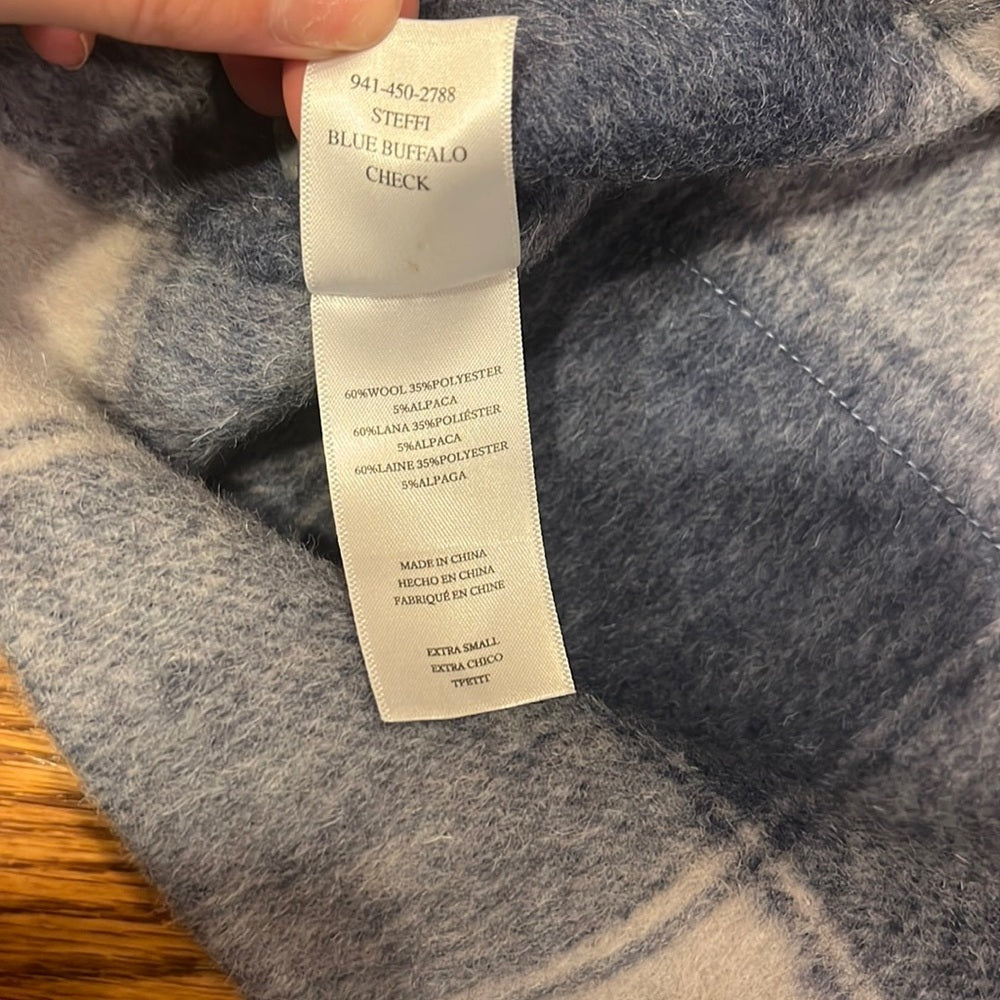 941-450-2788
STEFFI
BLUE BUFFALO
CHECK
60%WOOL 35%POLYESTER
5%ALPACA
60%LANA 35%POLIÉSTER
5%ALPACA
60%LAINE 35%POLYESTER
5%ALPAGA
MADE IN CHINA
HECHO EN CHINA
FABRIQUÉ EN CHINE
EXTRA SMALL
EXTRA CHICO
TPETIT